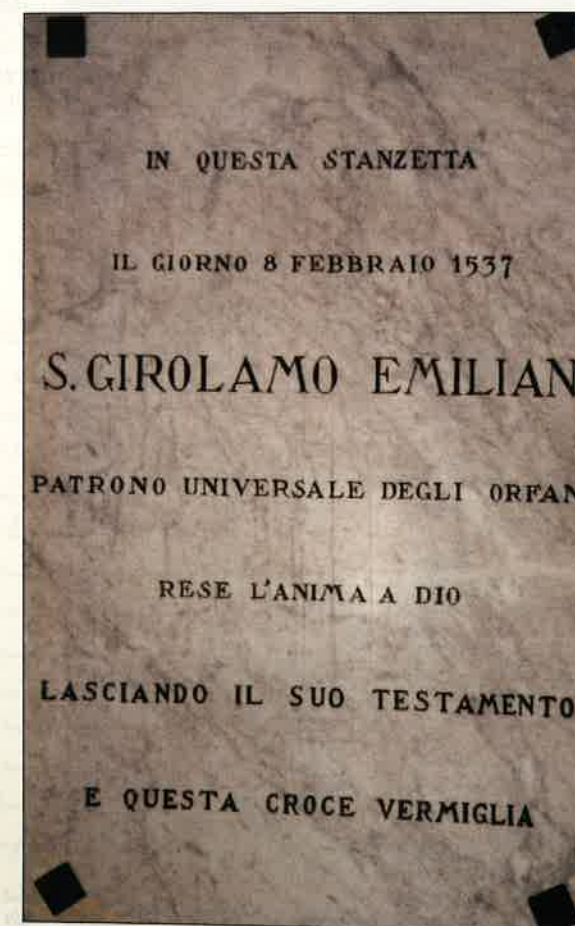 IN QUESTA STANZETTA
IL GIORNO 8 FEBBRAIO 1537
S. GIROLAMO EMILIAN
PATRONO UNIVERSALE DEGLI ORFAN
RESE L'ANIMA A DIO
LASCIANDO IL SUO TESTAMENTO
E QUESTA CROCE VERMIGLIA